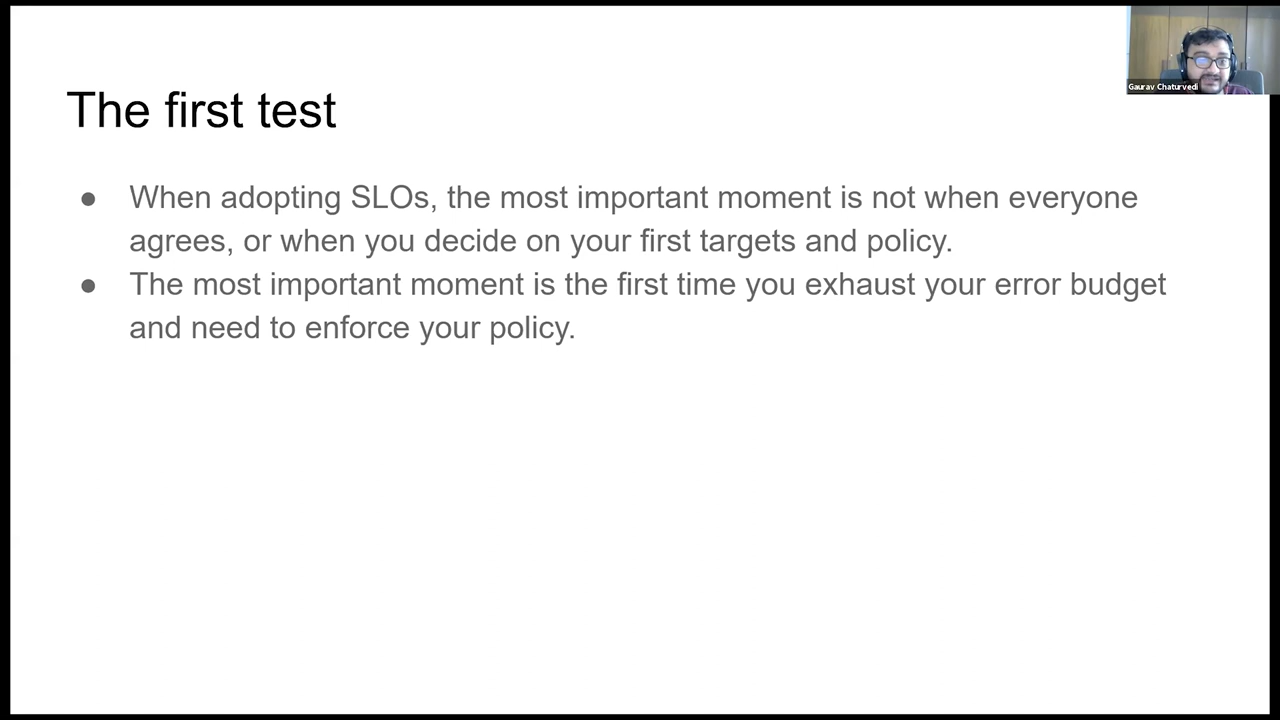 Gaurav Chaturvedi
The first test
● When adopting SLOs, the most important moment is not when everyone
agrees, or when you decide on your first targets and policy.
● The most important moment is the first time you exhaust your error budget
and need to enforce your policy.